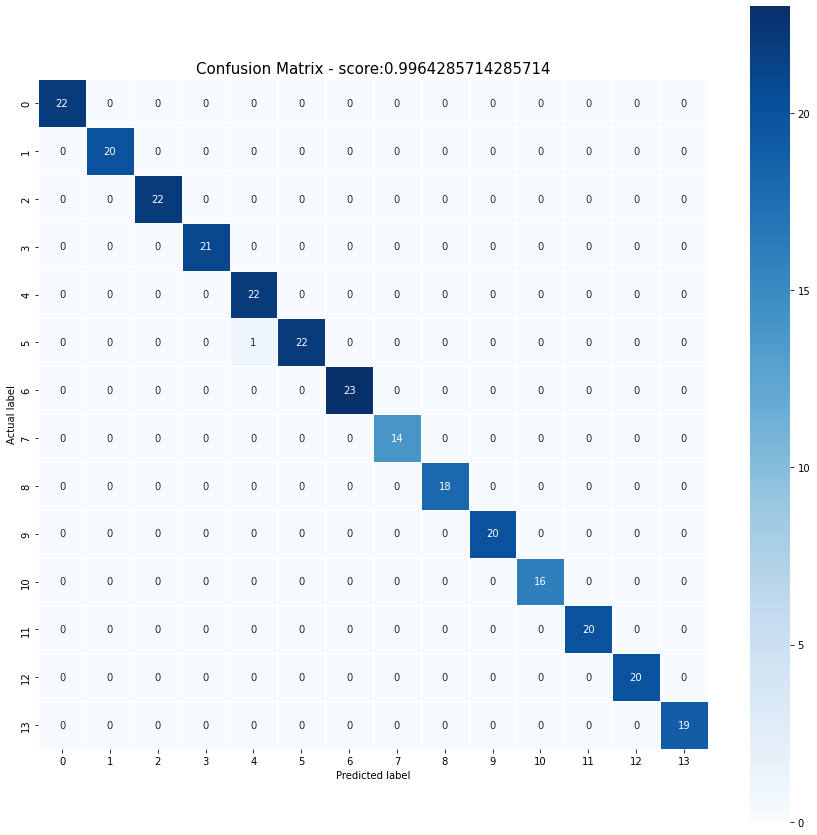 Confusion Matrix - score:0.9964285714285714
0 22 0 0 0 0 0 0 0 0 0 0 0 0 0
1 0 20 0 0 0 0 0 0 0 0 0 0 0 0
2 0 0 22 0 0 0 0 0 0 0 0 0 0 0
3 0 0 0 21 0 0 0 0 0 0 0 0 0 0
4 0 0 0 0 22 0 0 0 0 0 0 0 0 0
5 0 0 0 0 1 22 0 0 0 0 0 0 0 0
6 0 0 0 0 0 0 23 0 0 0 0 0 0 0
7 0 0 0 0 0 0 0 14 0 0 0 0 0 0
8 0 0 0 0 0 0 0 0 18 0 0 0 0 0
9 0 0 0 0 0 0 0 0 0 20 0 0 0 0
10 0 0 0 0 0 0 0 0 0 0 16 0 0 0
11 0 0 0 0 0 0 0 0 0 0 0 20 0 0
12 0 0 0 0 0 0 0 0 0 0 0 0 20 0
13 0 0 0 0 0 0 0 0 0 0 0 0 0 19
0 1 2 3 4 5 6 7 8 9 10 11 12 13
Predicted label
Actual label
20
15
10
5
0